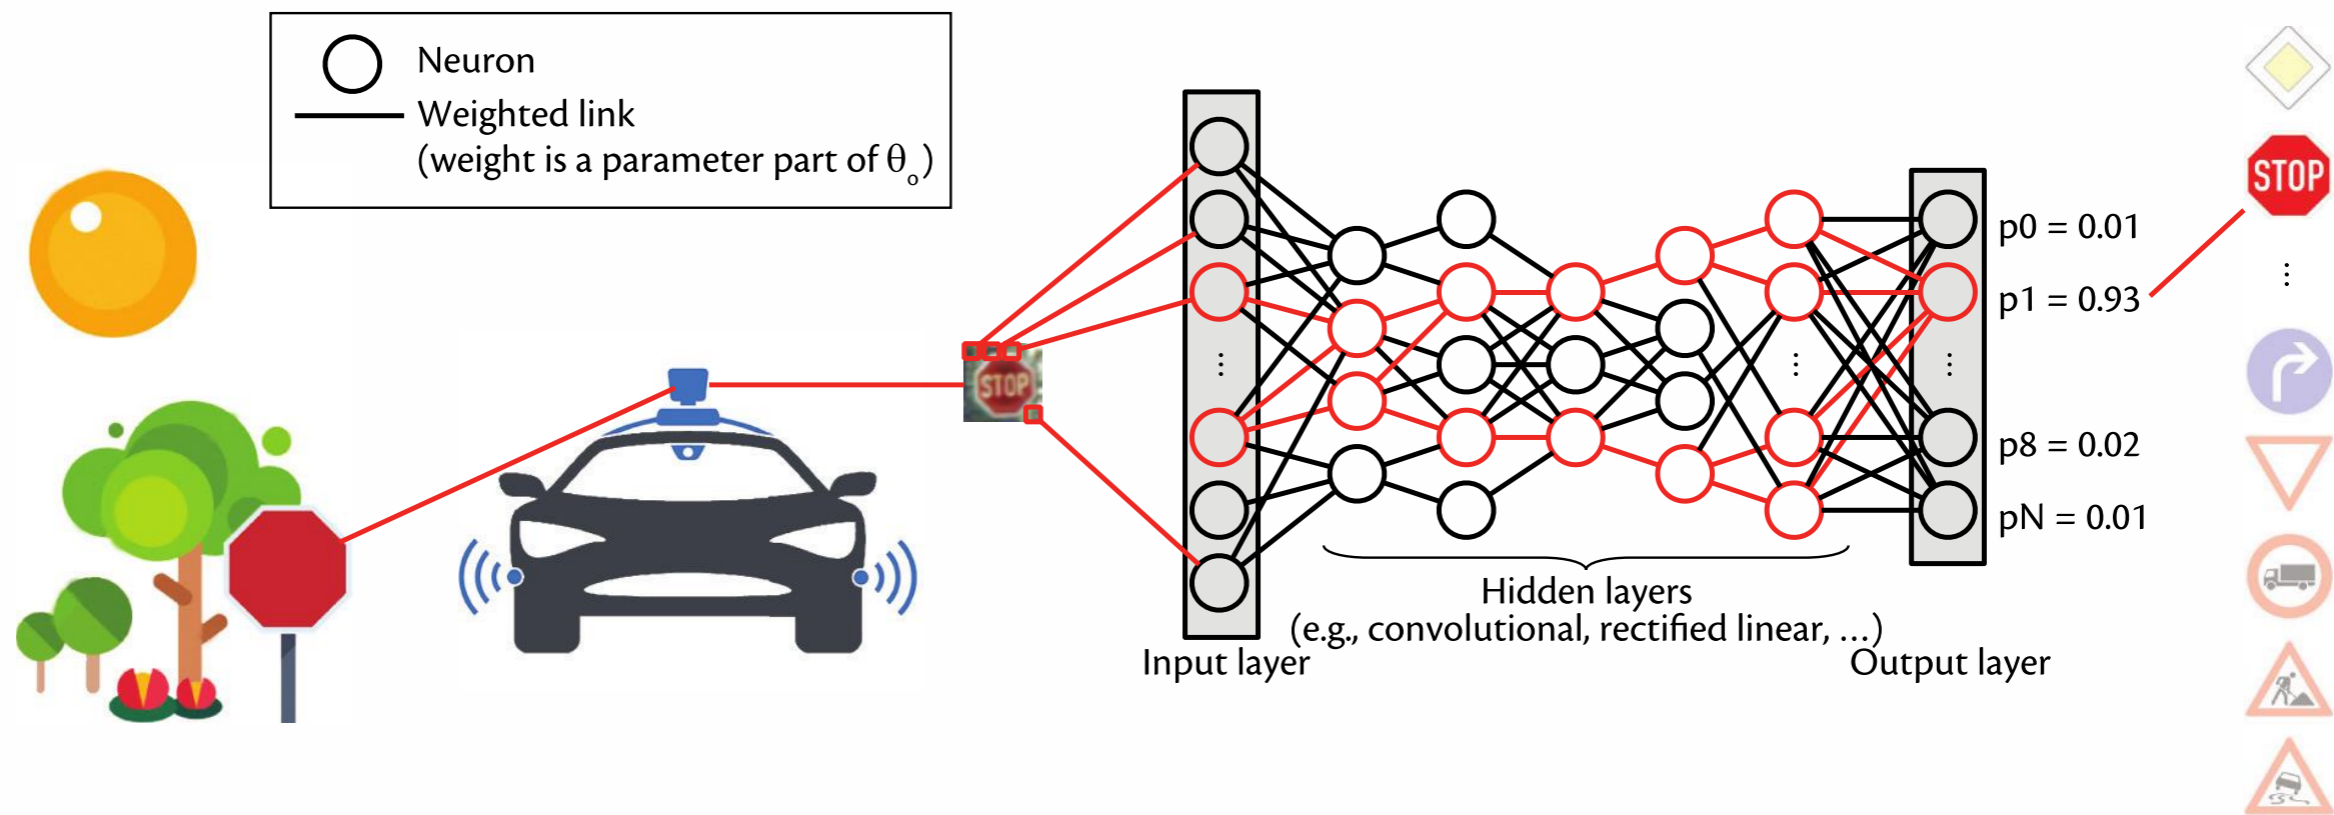 Neuron
Weighted link
(weight is a parameter part of θo)
STOP
STOP
p0 = 0.01
p1 = 0.93
⋮
⋮
⋮
⋮
p8 = 0.02
pN = 0.01
Hidden layers
(e.g., convolutional, rectified linear, ...)
Input layer
Output layer